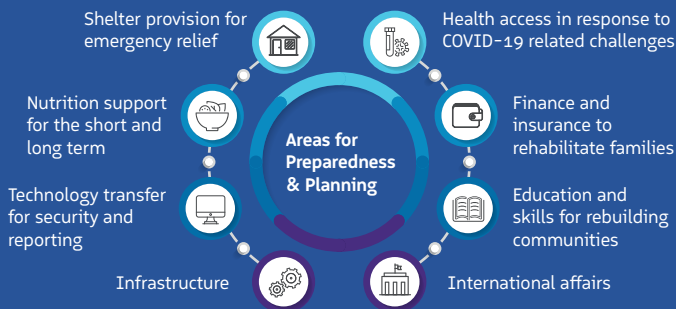 Shelter provision for
emergency relief
Nutrition support
for the short and
long term
Technology transfer
for security and
reporting
Infrastructure
Areas for
Preparedness
& Planning
Health access in response to
COVID-19 related challenges
Finance and
insurance to
rehabilitate families
Education and
skills for rebuilding
communities
International affairs